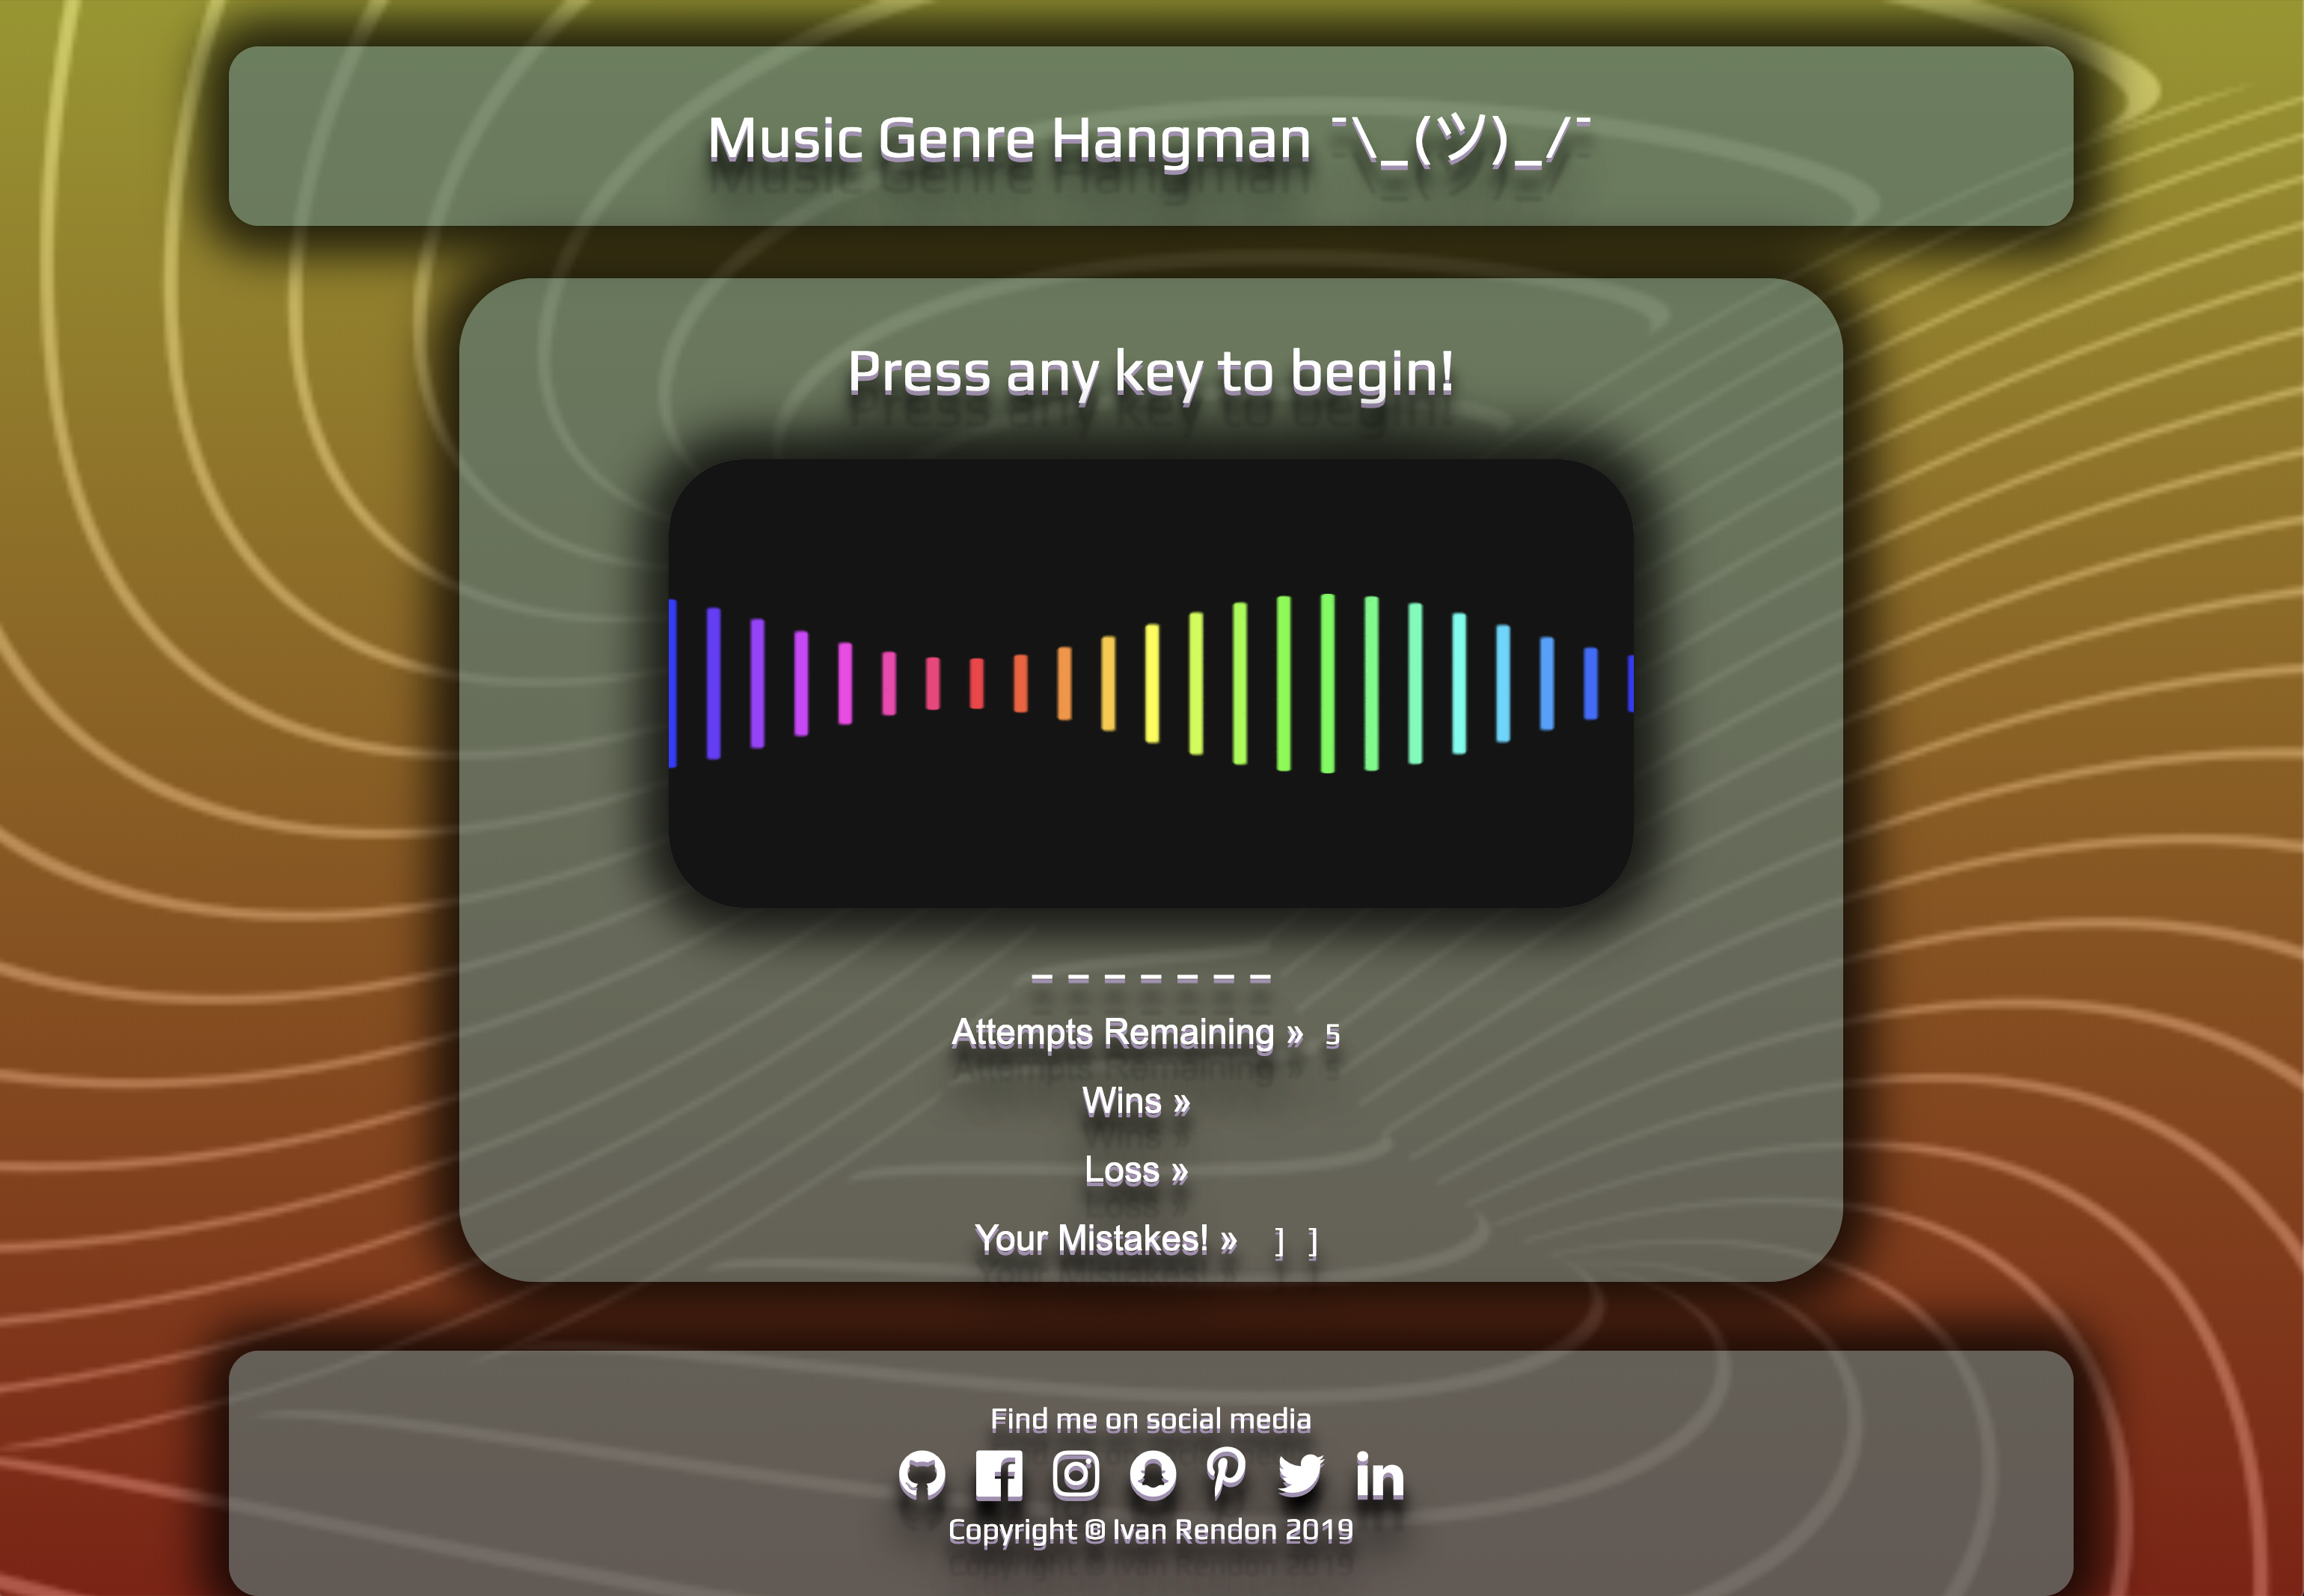 Music Genre Hangman ¯\_(ツ)_/¯
Press any key to begin!
_ _ _ _ _ _ _
Attempts Remaining » 5
Wins »
Loss »
Your Mistakes! » ] ]
Find me on social media
Copyright © Ivan Rendon 2019